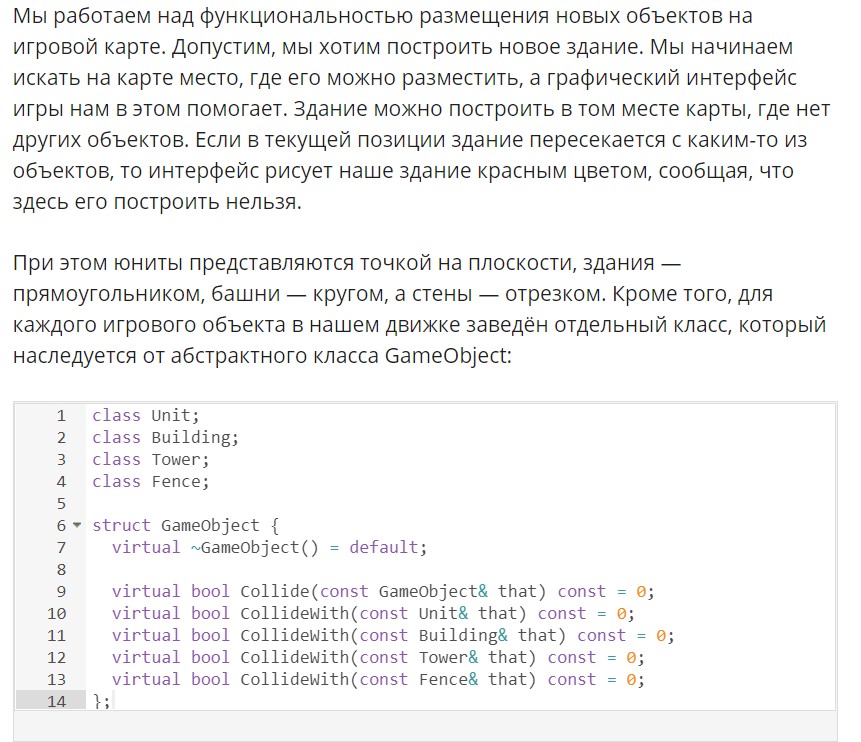 Мы работаем над функциональностью размещения новых объектов на
игровой карте. Допустим, мы хотим построить новое здание. Мы начинаем
искать на карте место, где его можно разместить, а графический интерфейс
игры нам в этом помогает. Здание можно построить в том месте карты, где нет
других объектов. Если в текущей позиции здание пересекается с каким-то из
объектов, то интерфейс рисует наше здание красным цветом, сообщая, что
здесь его построить нельзя.
При этом юниты представляются точкой на плоскости, здания —
прямоугольником, башни — кругом, а стены — отрезком. Кроме того, для
каждого игрового объекта в нашем движке заведён отдельный класс, который
наследуется от абстрактного класса GameObject:
1 class Unit;
2 class Building;
3 class Tower;
4 class Fence;
5
6 struct GameObject {
7 virtual ~GameObject() = default;
8
9 virtual bool Collide(const GameObject& that) const = 0;
10 virtual bool CollideWith(const Unit& that) const = 0;
11 virtual bool CollideWith(const Building& that) const = 0;
12 virtual bool CollideWith(const Tower& that) const = 0;
13 virtual bool CollideWith(const Fence& that) const = 0;
14 };